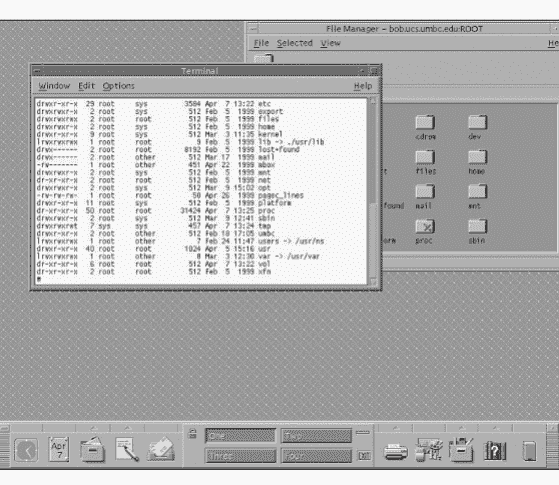 File Manager - bob.ucs.umbc.edu:ROOT
File Selected View He
Terminal
Window Edit Options Help
drwxr-xr-x 29 root sys 3584 Apr 7 13:22 etc
drwxrwxr-x 2 root sys 512 Feb 5 1999 export
drwxrwxr-x 2 root root 512 Feb 5 1999 files
drwxrwxr-x 2 root sys 512 Feb 5 1999 home
drwxr-xr-x 9 root sys 512 Mar 3 11:35 kernel
lrwxrwxrwx 1 root root 9 Feb 5 1999 lib -> ./usr/lib
drwx------ 2 root root 8192 Feb 5 1999 lost+found
drwx------ 2 root other 512 Mar 17 1999 mail
-rw------- 1 root other 451 Apr 22 1999 mbox
drwxrwxr-x 2 root sys 512 Feb 5 1999 mnt
dr-xr-xr-x 2 root root 512 Feb 5 1999 net
drwxrwxr-x 2 root sys 512 Mar 9 15:02 opt
-rw-rw-r-- 1 root root 50 Apr 26 1999 pages_lines
drwxr-xr-x 11 root sys 512 Feb 5 1999 platform
dr-xr-xr-x 50 root root 31424 Apr 7 13:25 proc
drwxrwxr-x 2 root sys 512 Mar 9 12:41 sbin
drwxrwxrwt 7 sys sys 457 Apr 7 13:24 tmp
drwxr-xr-x 2 root other 512 Feb 18 17:05 umbc
lrwxrwxrwx 1 root other 7 Feb 24 11:47 users -> /usr/ns
drwxrwxr-x 40 root root 1024 Apr 5 15:16 usr
lrwxrwxrwx 1 root other 8 Mar 3 12:30 var -> /usr/var
dr-xr-xr-x 6 root root 512 Apr 7 13:22 vol
dr-xr-xr-x 2 root root 512 Feb 5 1999 xfn
cdrom dev
t files home
found mail mnt
orm proc sbin
Apr
7
One Two
Three Four